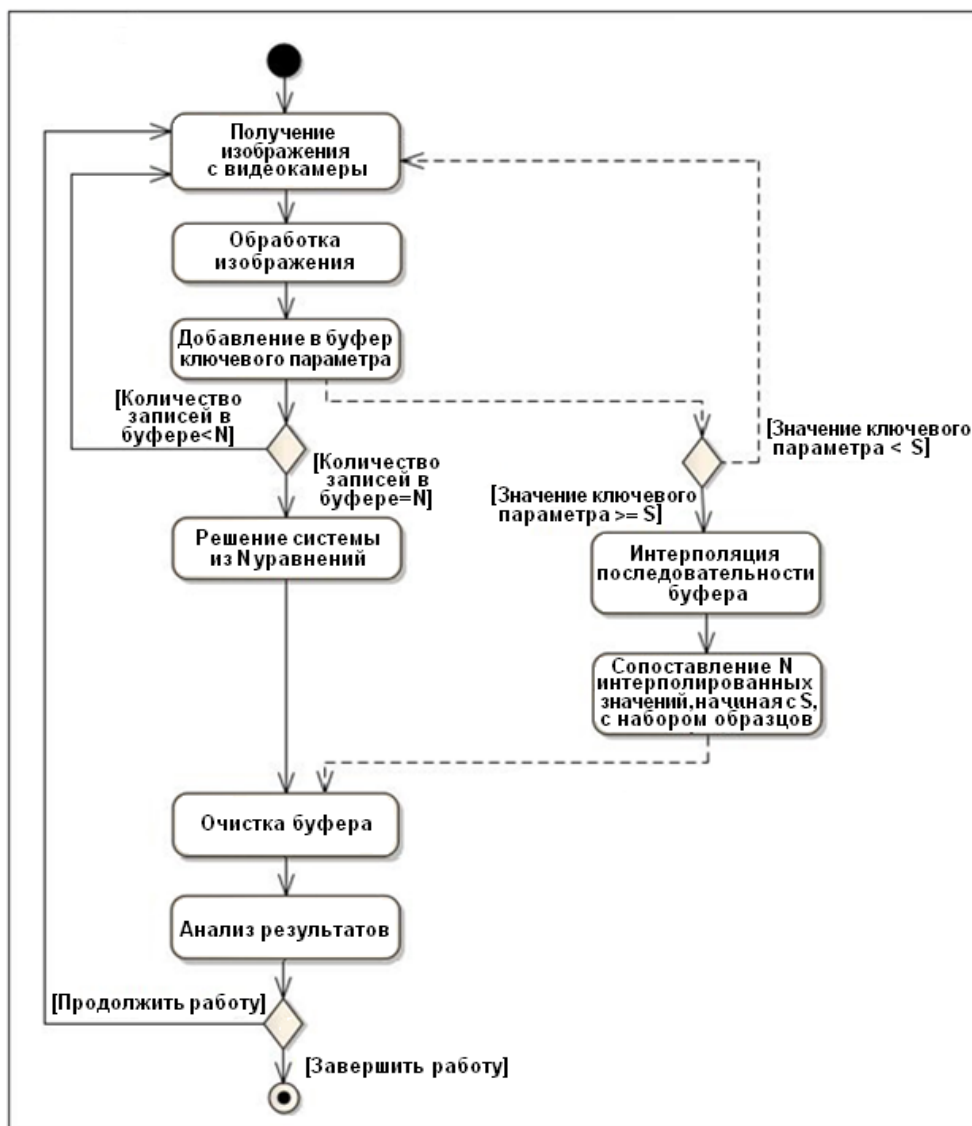 Получение
изображения
с видеокамеры
Обработка
изображения
Добавление в буфер
ключевого параметра
[Количество
записей в
буфере<N]
[Количество
записей в
буфере=N]
[Значение ключевого
параметра < S]
[Значение ключевого
параметра >= S]
Решение системы
из N уравнений
Интерполяция
последовательности
буфера
Сопоставление N
интерполированных
значений, начиная с S,
с набором образцов
Очистка буфера
Анализ результатов
[Продолжить работу]
[Завершить работу]